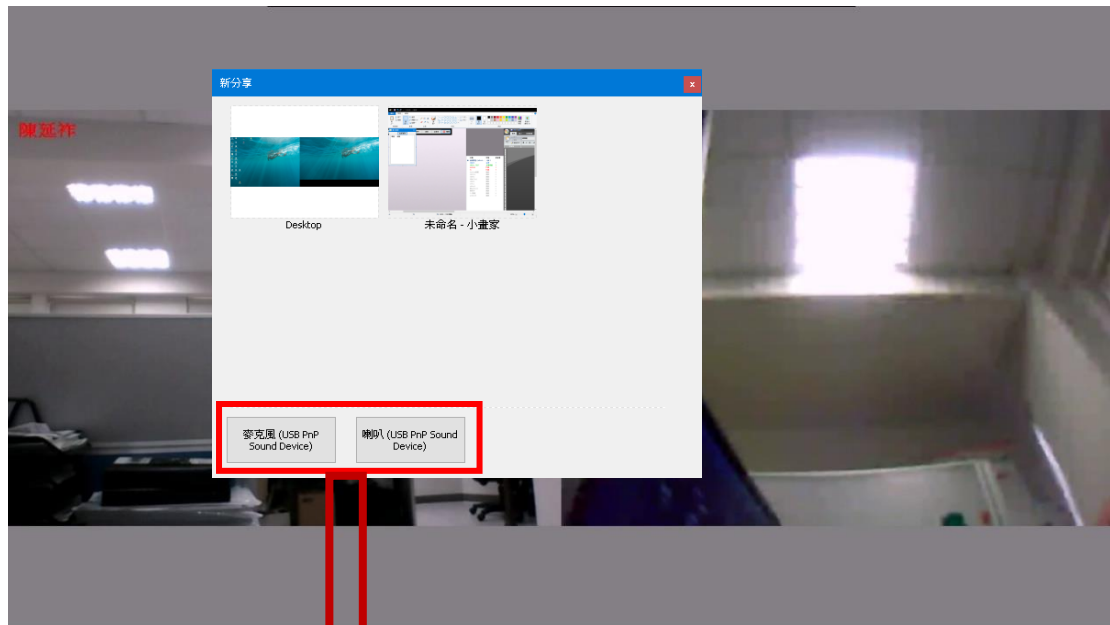 新分享
x
陳延祚
Desktop
未命名 - 小畫家
麥克風 (USB PnP
Sound Device)
喇叭 (USB PnP Sound
Device)